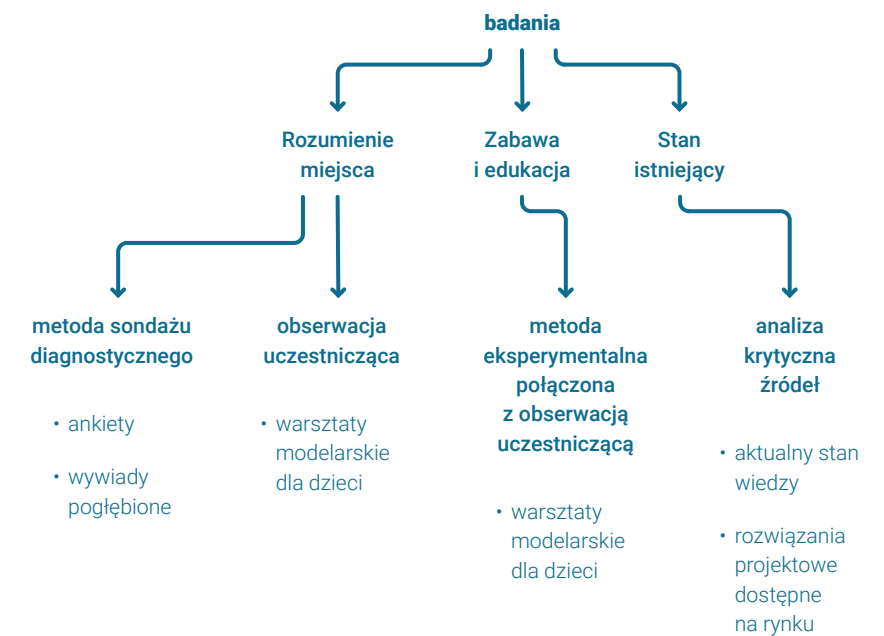 badania
Rozumienie
miejsca
Zabawa
i edukacja
Stan
istniejący
metoda sondażu
diagnostycznego
• ankiety
• wywiady
pogłębione
obserwacja
uczestnicząca
• warsztaty
modelarskie
dla dzieci
metoda
eksperymentalna
połączona
z obserwacją
uczestniczącą
• warsztaty
modelarskie
dla dzieci
analiza
krytyczna
źródeł
• aktualny stan
wiedzy
• rozwiązania
projektowe
dostępne
na rynku